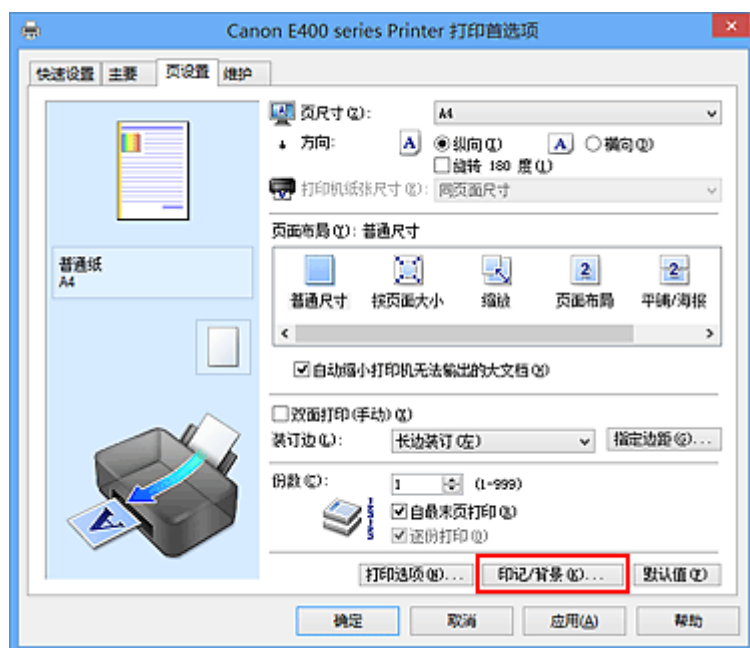 Canon E400 series Printer 打印首选项
快速设置 主要 页设置 维护
页尺寸(Z): A4
方向: A 纵向(T) A 横向(D)
旋转 180 度(L)
打印机纸张尺寸(R): 同页面尺寸
页面布局(Y): 普通尺寸
普通纸
A4
普通尺寸 按页面大小 缩放 页面布局 平铺/海报
自动缩小打印机无法输出的大文档(W)
双面打印(手动)(X)
装订边(L): 长边装订(左) 指定边距(G)...
份数(C): 1 (1-999)
自最末页打印(B)
逐份打印(O)
打印选项(N)... 印记/背景(K)... 默认值(F)
确定 取消 应用(A) 帮助